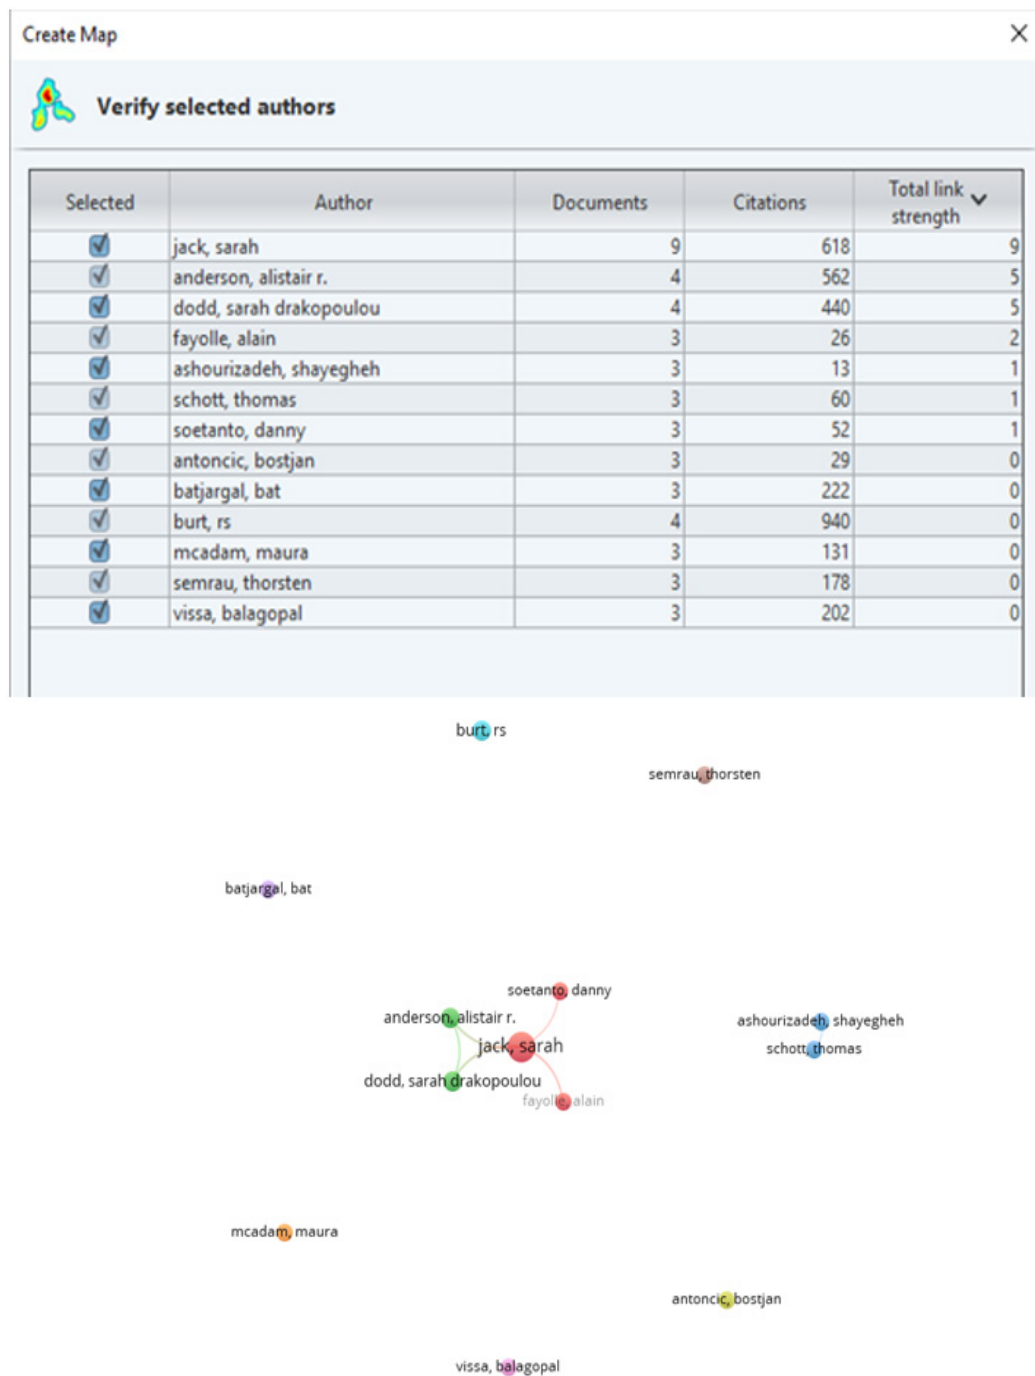 Create Map
Verify selected authors
Selected Author Documents Citations Total link strength
jack, sarah 9 618 9
anderson, alistair r. 4 562 5
dodd, sarah drakopoulou 4 440 5
fayolle, alain 3 26 2
ashourizadeh, shayegheh 3 13 1
schott, thomas 3 60 1
soetanto, danny 3 52 1
antoncic, bostjan 3 29 0
batjargal, bat 3 222 0
burt, rs 4 940 0
mcadam, maura 3 131 0
semrau, thorsten 3 178 0
vissa, balagopal 3 202 0
burt, rs
semrau, thorsten
batjargal, bat
soetanto, danny
anderson, alistair r.
ashourizadeh, shayegheh
jack, sarah
schott, thomas
dodd, sarah drakopoulou
fayolle, alain
mcadam, maura
antoncic, bostjan
vissa, balagopal